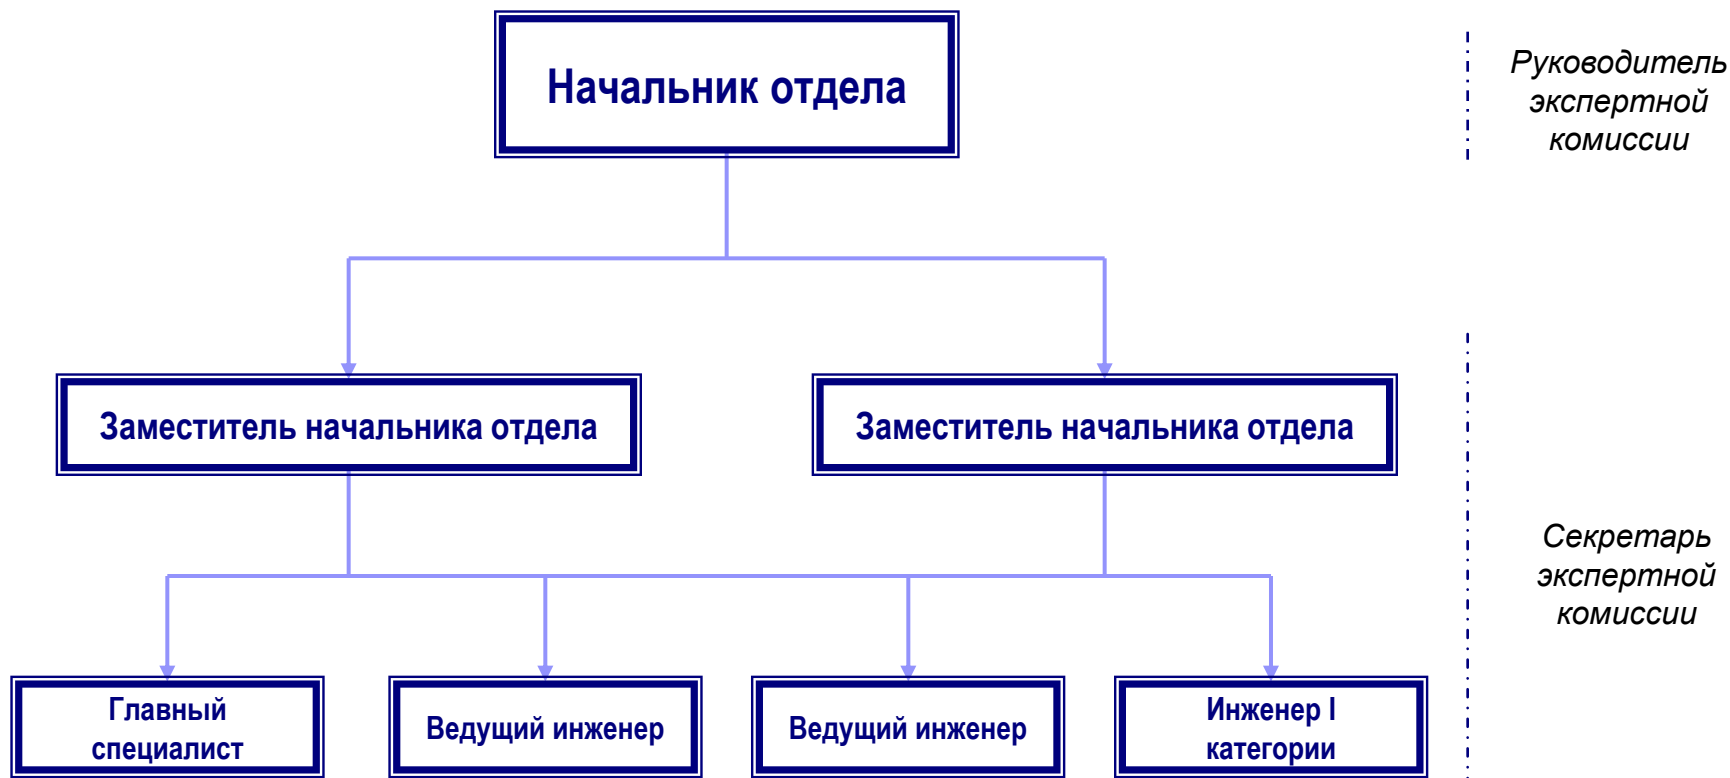 Начальник отдела
Руководитель
экспертной
комиссии
Заместитель начальника отдела
Заместитель начальника отдела
Секретарь
экспертной
комиссии
Главный
специалист
Ведущий инженер
Ведущий инженер
Инженер I
категории